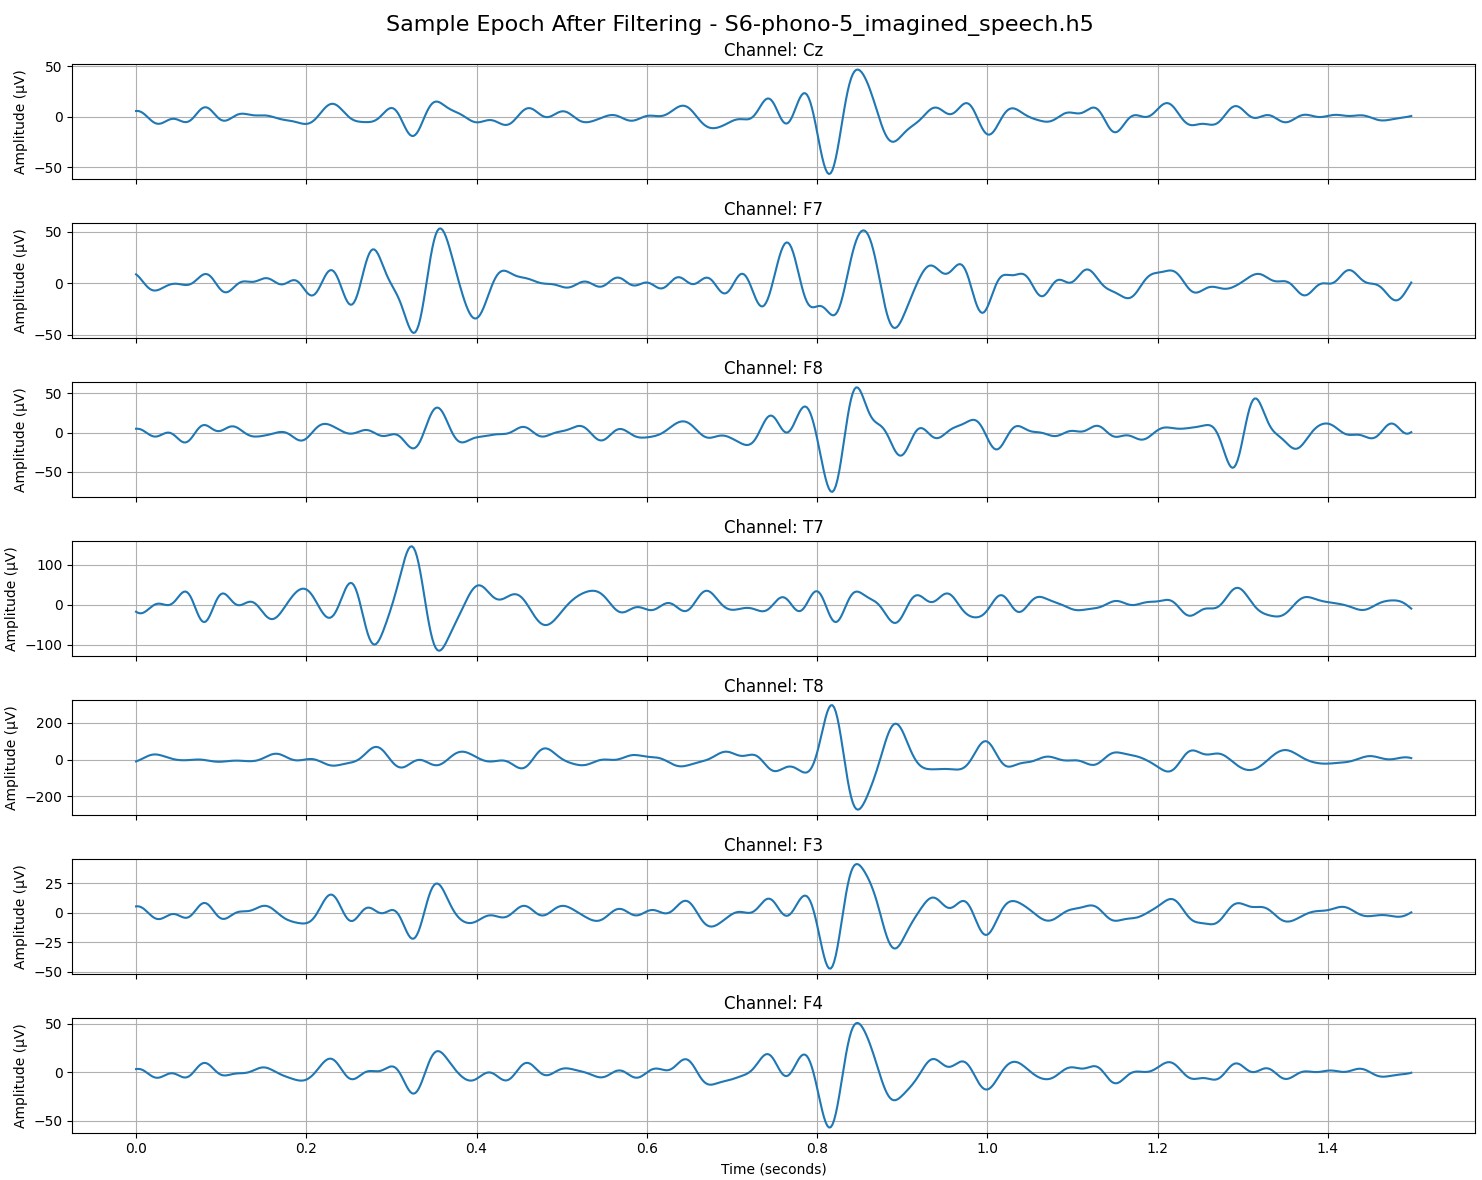 Sample Epoch After Filtering - S6-phono-5_imagined_speech.h5
Channel: Cz
Amplitude (µV)
50
0
−50
Channel: F7
Amplitude (µV)
50
0
−50
Channel: F8
Amplitude (µV)
50
0
−50
Channel: T7
Amplitude (µV)
100
0
−100
Channel: T8
Amplitude (µV)
200
0
−200
Channel: F3
Amplitude (µV)
25
0
−25
−50
Channel: F4
Amplitude (µV)
50
0
−50
0.0 0.2 0.4 0.6 0.8 1.0 1.2 1.4
Time (seconds)